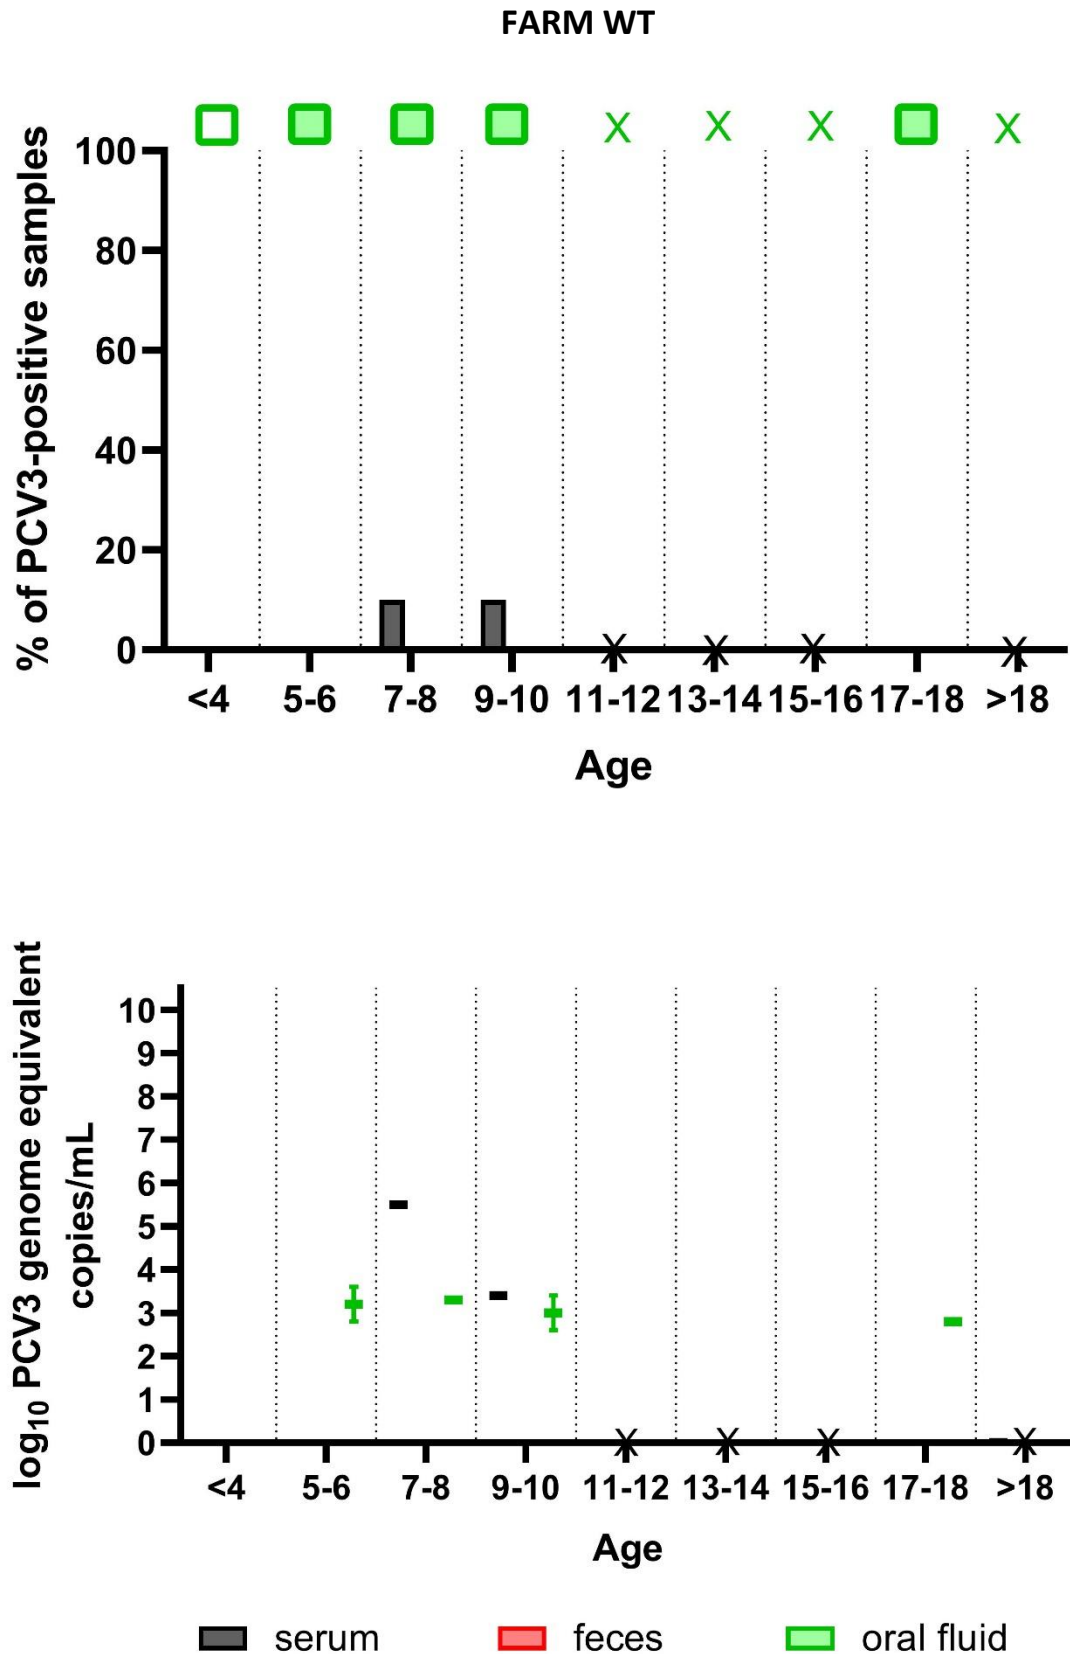 FARM WT
X X X X
% of PCV3-positive samples
100
80
60
40
20
0
X X X X
<4 5-6 7-8 9-10 11-12 13-14 15-16 17-18 >18
Age
log10 PCV3 genome equivalent
copies/mL
10
9
8
7
6
5
4
3
2
1
0
X X X X
<4 5-6 7-8 9-10 11-12 13-14 15-16 17-18 >18
Age
serum feces oral fluid